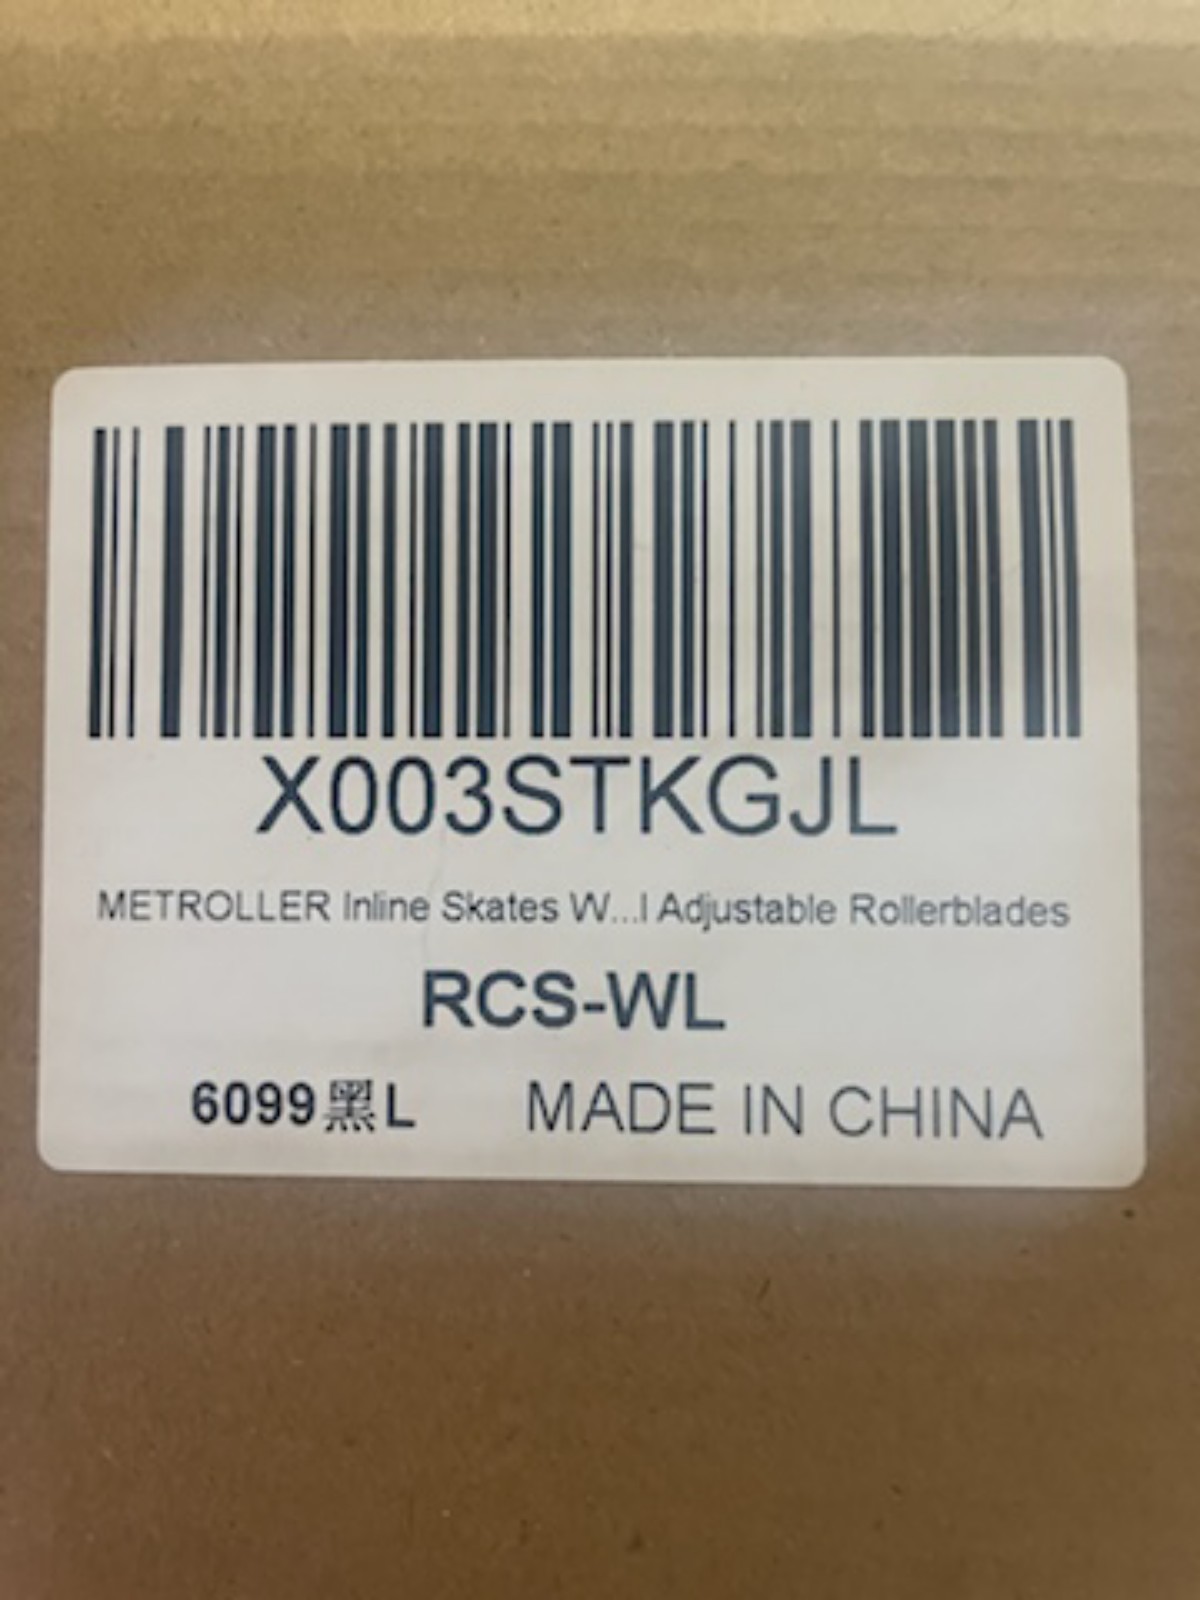 X003STKGJL
METROLLER Inline Skates W...l Adjustable Rollerblades
RCS-WL
6099黑L MADE IN CHINA